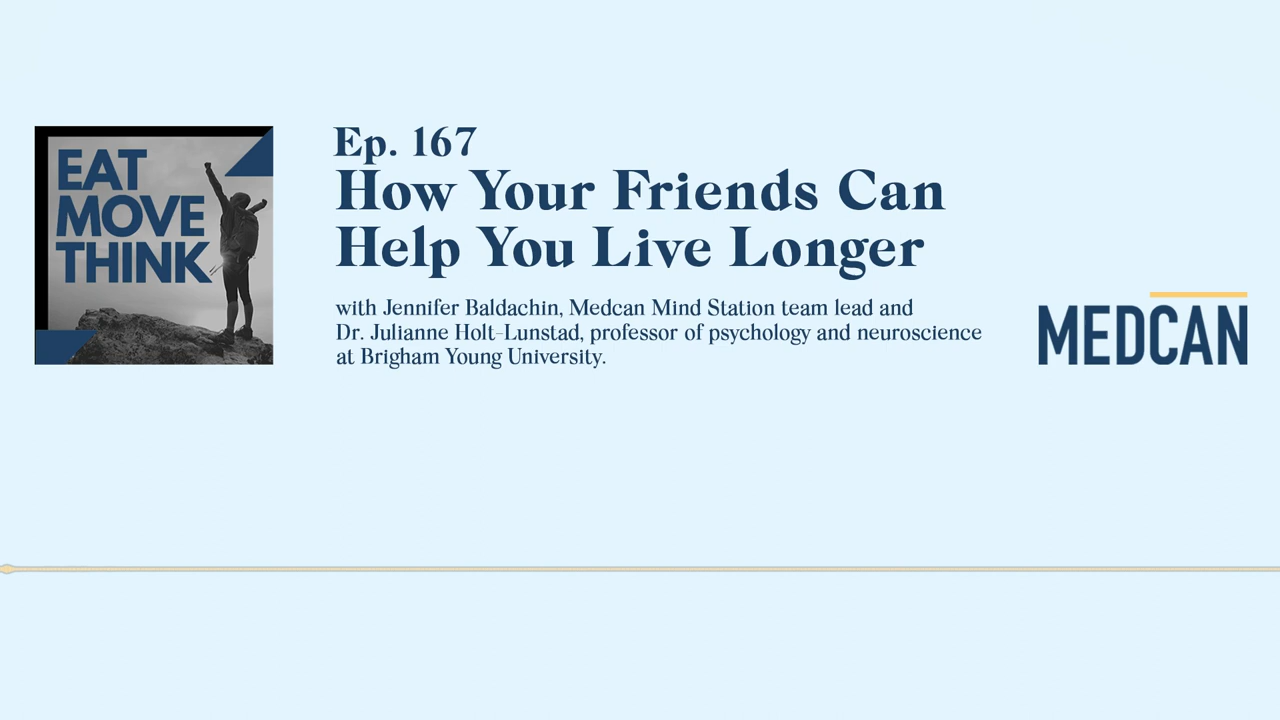 EAT
MOVE
THINK
Ep. 167
How Your Friends Can
Help You Live Longer
with Jennifer Baldachin, Medcan Mind Station team lead and
Dr. Julianne Holt-Lunstad, professor of psychology and neuroscience
at Brigham Young University.
MEDCAN